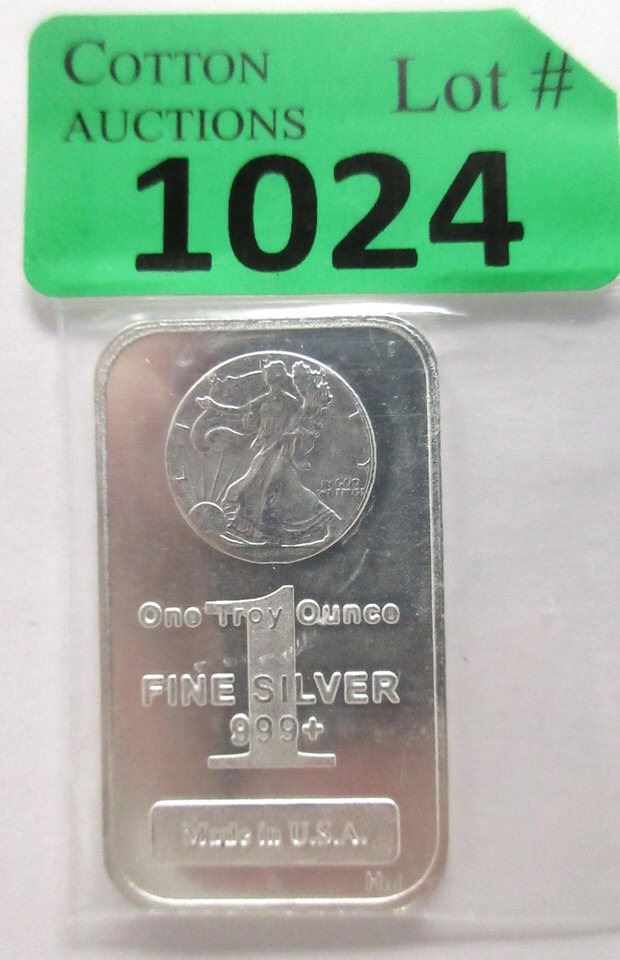 COTTON
AUCTIONS
Lot #
1024
L I
IN GOD
WE TRUST
1
One Troy Ounce
FINE SILVER
999+
Made in U.S.A.